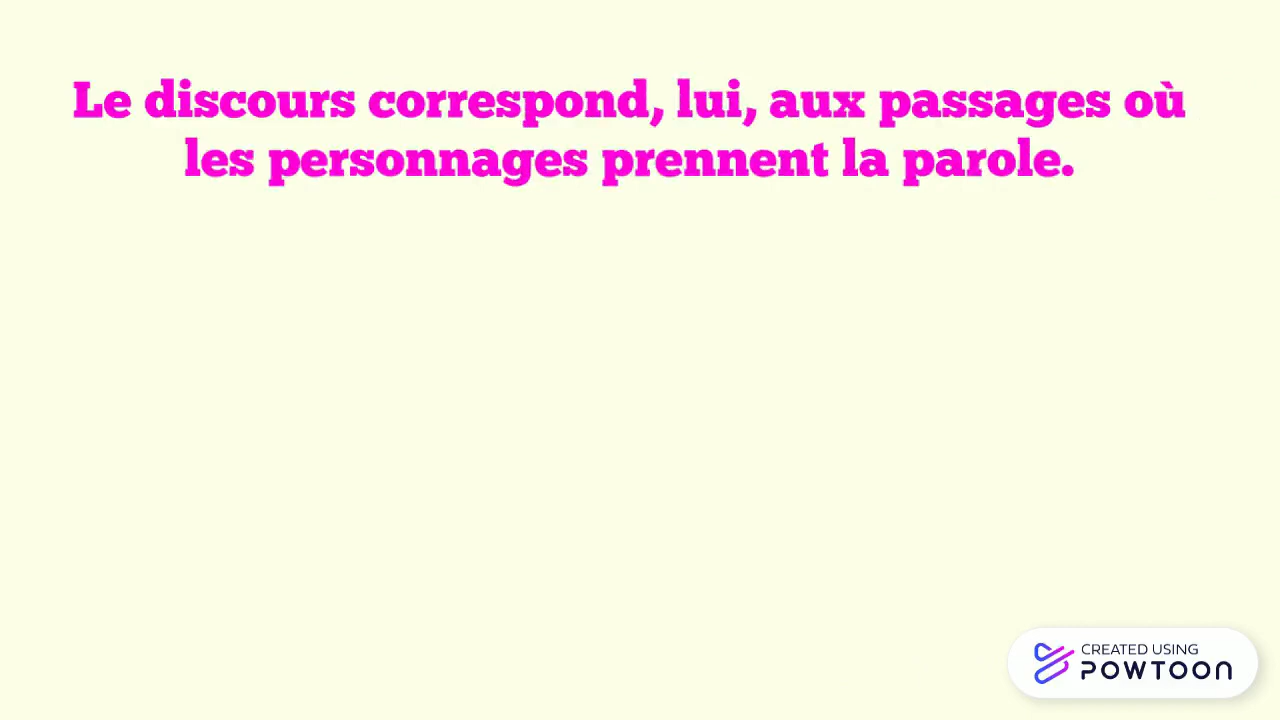 Le discours correspond, lui, aux passages où
les personnages prennent la parole.
CREATED USING
POWTOON